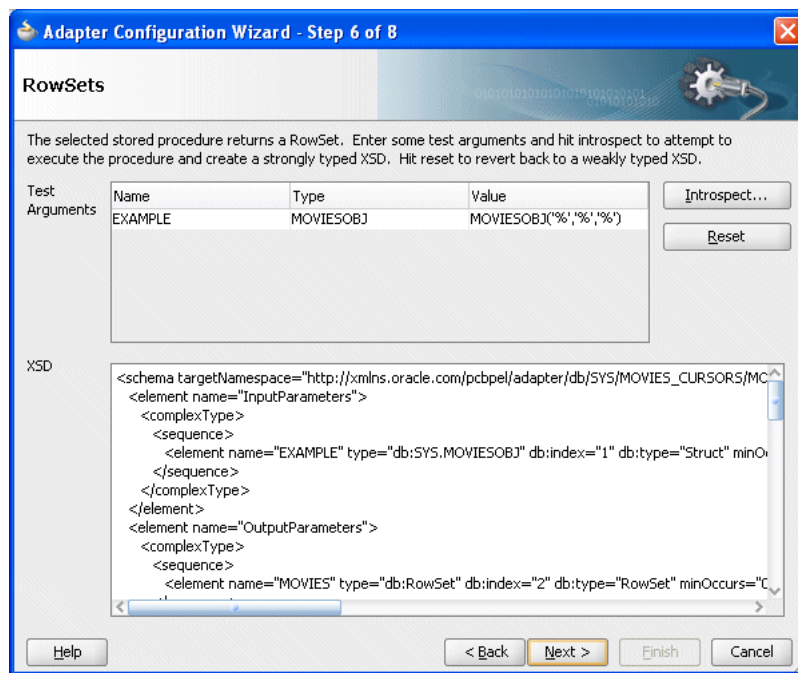 Adapter Configuration Wizard - Step 6 of 8
RowSets
The selected stored procedure returns a RowSet. Enter some test arguments and hit introspect to attempt to
execute the procedure and create a strongly typed XSD. Hit reset to revert back to a weakly typed XSD.
Test
Arguments
Name Type Value
EXAMPLE MOVIESOBJ MOVIESOBJ('%','%','%')
Introspect...
Reset
XSD
<schema targetNamespace="http://xmlns.oracle.com/pcbpel/adapter/db/SYS/MOVIES_CURSORS/MO
<element name="InputParameters">
<complexType>
<sequence>
<element name="EXAMPLE" type="db:SYS.MOVIESOBJ" db:index="1" db:type="Struct" minO
</sequence>
</complexType>
</element>
<element name="OutputParameters">
<complexType>
<sequence>
<element name="MOVIES" type="db:RowSet" db:index="2" db:type="RowSet" minOccurs="0
Help
< Back
Next >
Finish
Cancel